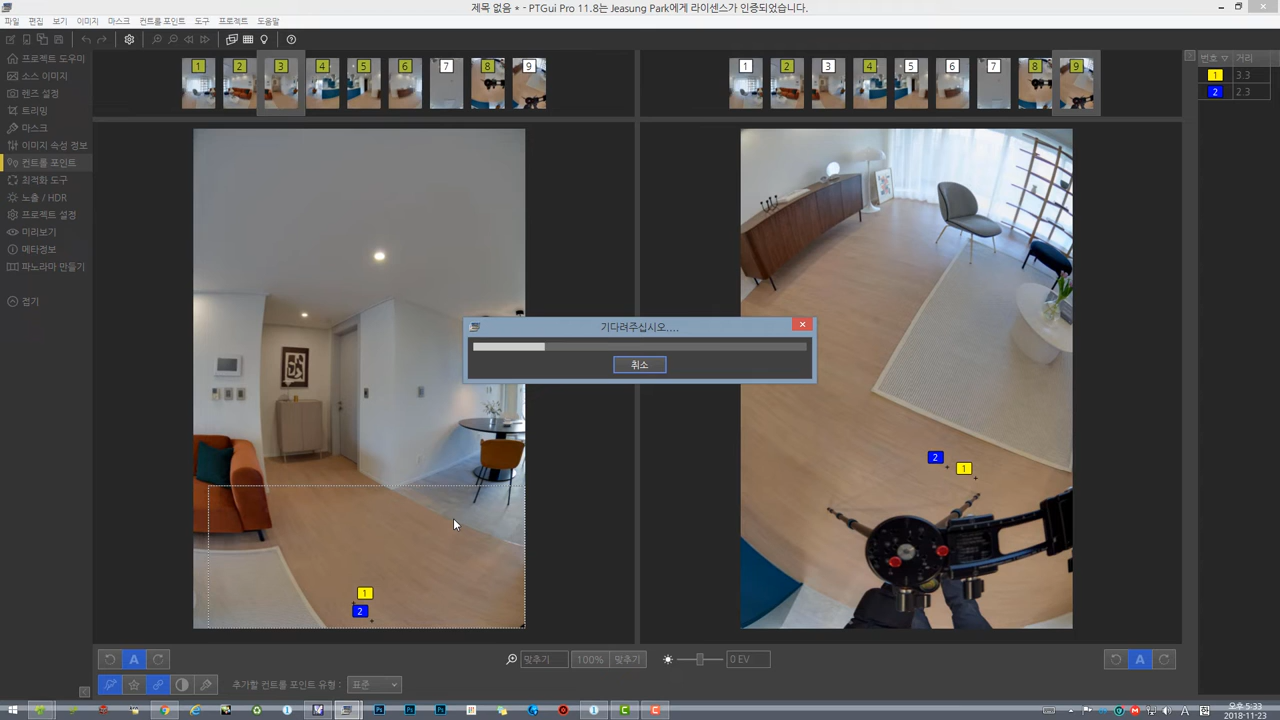 제목 없음 * - PTGui Pro 11.8는 Jeasung Park에게 라이센스가 인증되었습니다.
파일 편집 보기 이미지 마스크 컨트롤 포인트 도구 프로젝트 도움말
프로젝트 도우미
소스 이미지
렌즈 설정
트리밍
마스크
이미지 속성 정보
컨트롤 포인트
최적화 도구
노출 / HDR
프로젝트 설정
미리보기
메타정보
파노라마 만들기
접기
1 2 3 4 5 6 7 8 9
1 2 3 4 5 6 7 8 9
번호 거리
1 3.3
2 2.3
기다려주십시오....
취소
2 1
1
2
A 맞추기 100% 맞추기 0 EV A
추가할 컨트롤 포인트 유형 : 표준
오후 5:33
2018-11-23